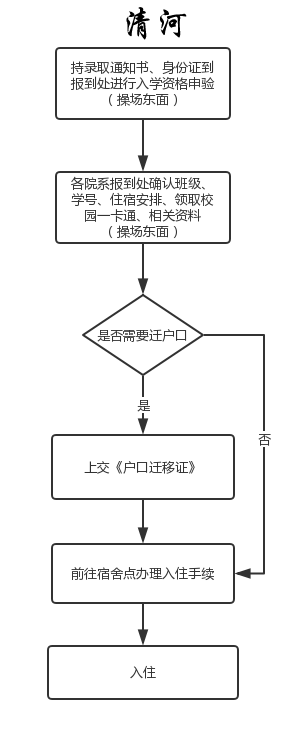 清河
持录取通知书、身份证到
报到处进行入学资格审验
（操场东面）
各院系报到处确认班级、
学号、住宿安排、领取校
园一卡通、相关资料
（操场东面）
是否需要迁户口
是
否
上交《户口迁移证》
前往宿舍点办理入住手续
入住